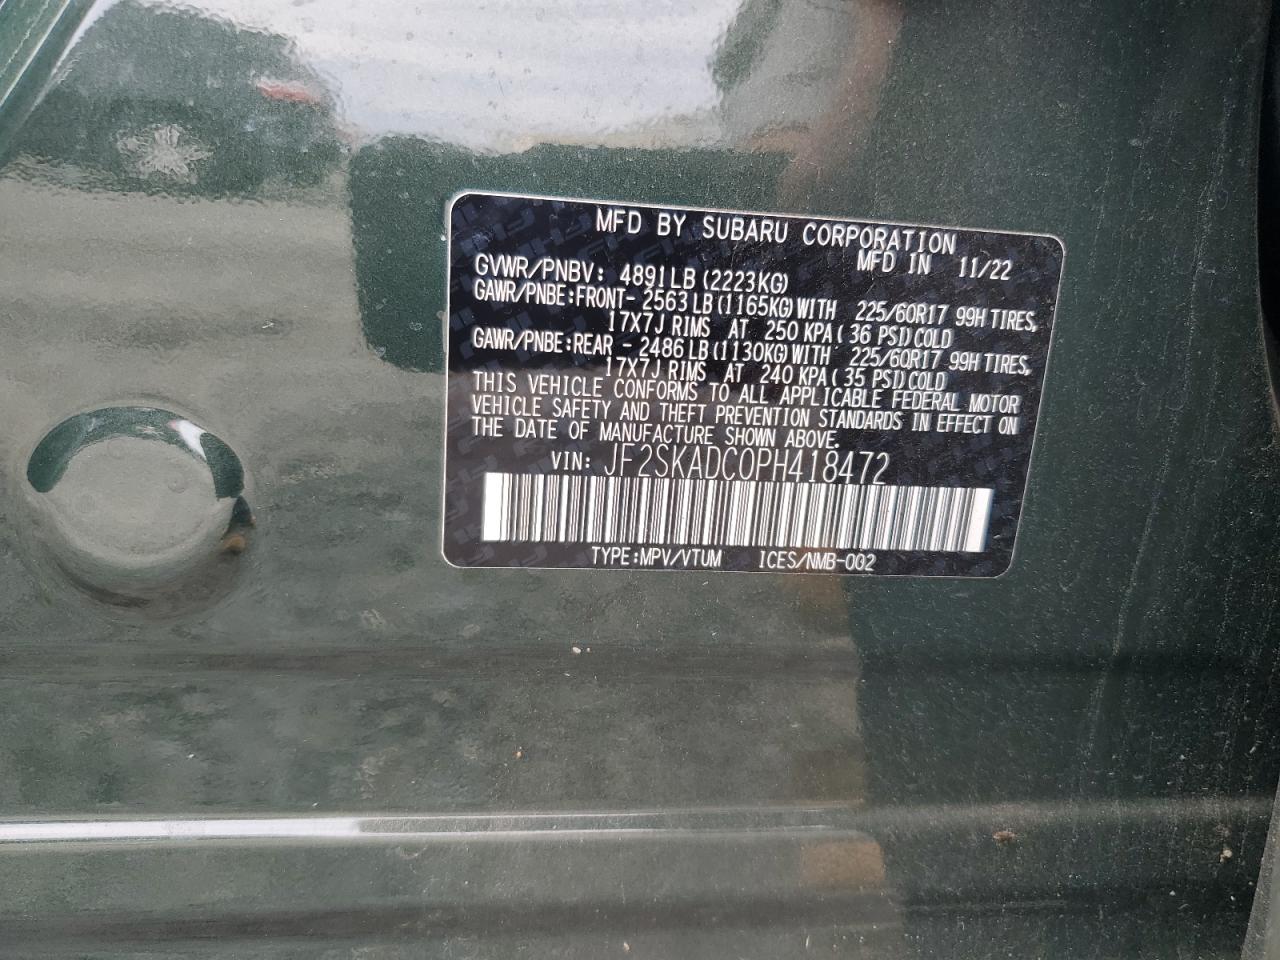 MFD BY SUBARU CORPORATION
MFD IN 11/22
GVWR/PNBV: 4891LB (2223KG)
GAWR/PNBE:FRONT- 2563 LB (1165KG) WITH 225/60R17 99H TIRES,
17X7J RIMS AT 250 KPA ( 36 PSI) COLD
GAWR/PNBE:REAR - 2486 LB (1130KG) WITH 225/60R17 99H TIRES,
17X7J RIMS AT 240 KPA ( 35 PSI) COLD
THIS VEHICLE CONFORMS TO ALL APPLICABLE FEDERAL MOTOR
VEHICLE SAFETY AND THEFT PREVENTION STANDARDS IN EFFECT ON
THE DATE OF MANUFACTURE SHOWN ABOVE.
VIN: JF2SKADC0PH418472
TYPE:MPV/VTUM ICES/NMB-002